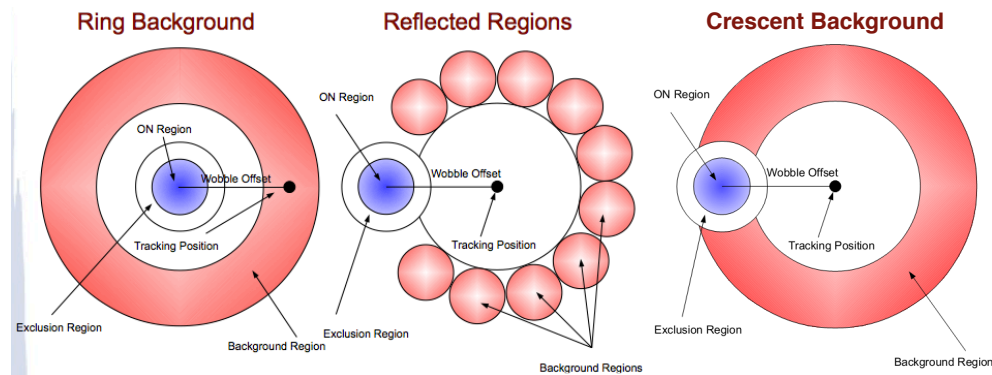 Ring Background
ON Region
Wobble Offset
Tracking Position
Exclusion Region
Background Region
Reflected Regions
ON Region
Wobble Offset
Tracking Position
Exclusion Region
Background Regions
Crescent Background
ON Region
Wobble Offset
Tracking Position
Exclusion Region
Background Region